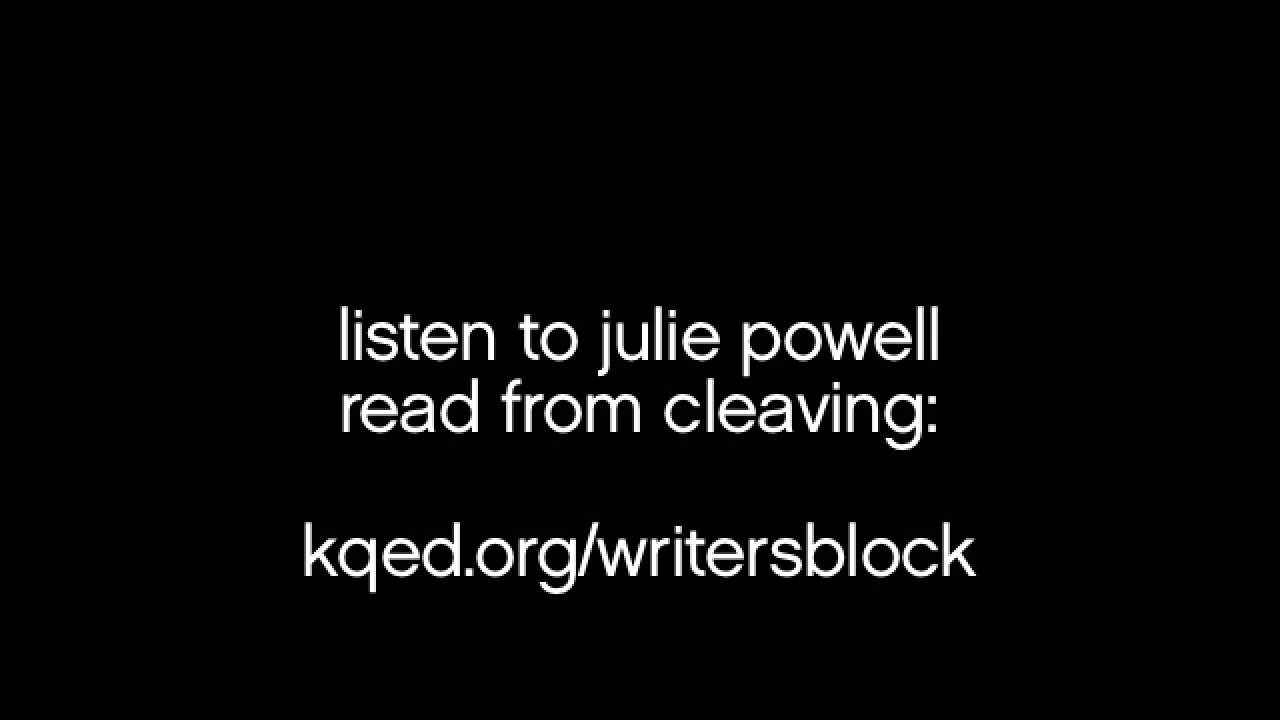 listen to julie powell
read from cleaving:
kqed.org/writersblock